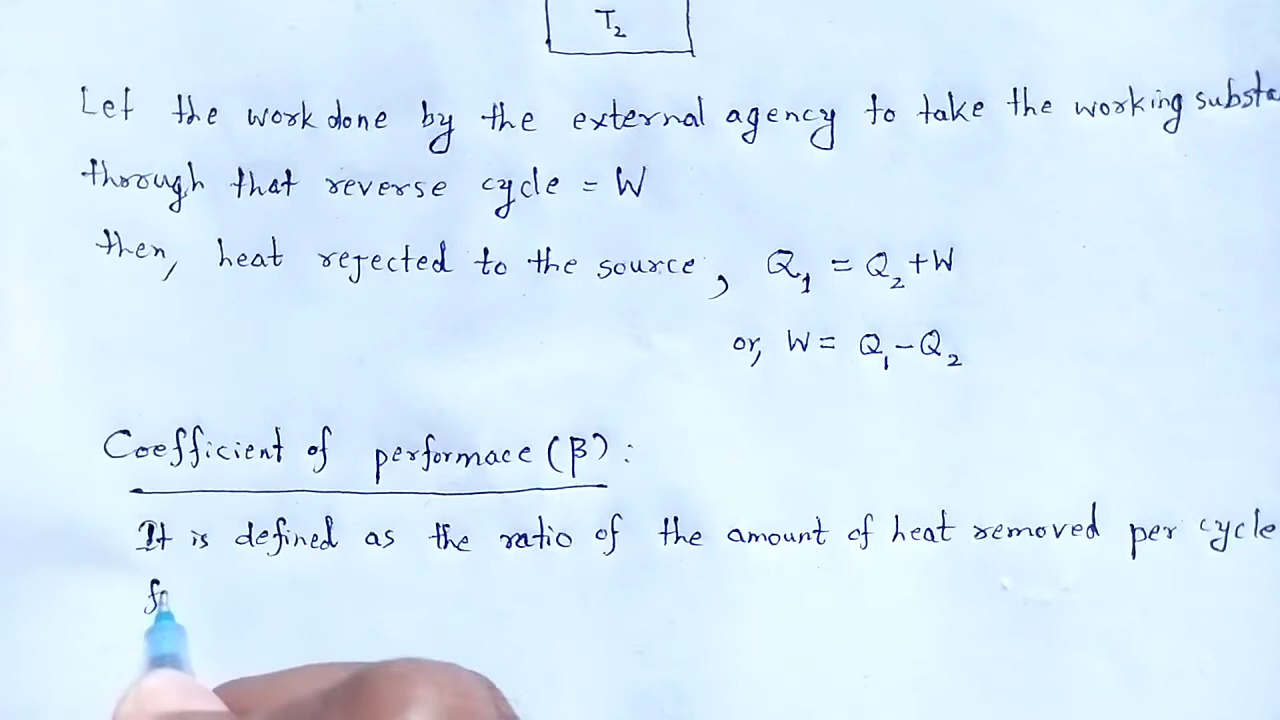 T₂
Let the work done by the external agency to take the working substa
through that reverse cycle = W
then, heat rejected to the source, Q₁ = Q₂+W
or, W = Q₁-Q₂
Coefficient of performace (β):
It is defined as the ratio of the amount of heat removed per cycle